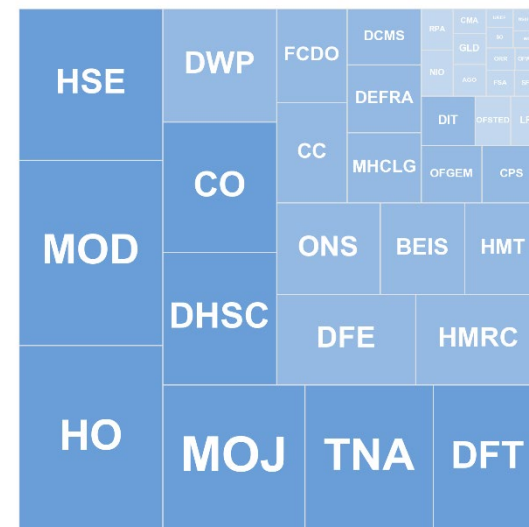 HSE
MOD
HO
DWP
CO
DHSC
MOJ
TNA
DFT
FCDO
CC
DCMS
DEFRA
MHCLG
ONS
BEIS
HMT
DFE
HMRC
RPA
NIO
CMA
GLD
AGO
DIT
OFSTED
OFGEM
CPS
FSA